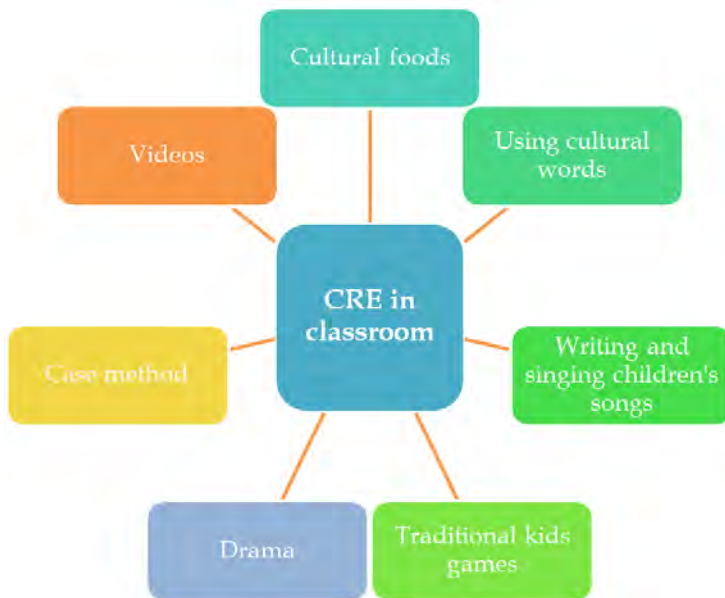 Cultural foods
Using cultural
words
Writing and
singing children's
songs
Traditional kids
games
Drama
Case method
Videos
CRE in
classroom